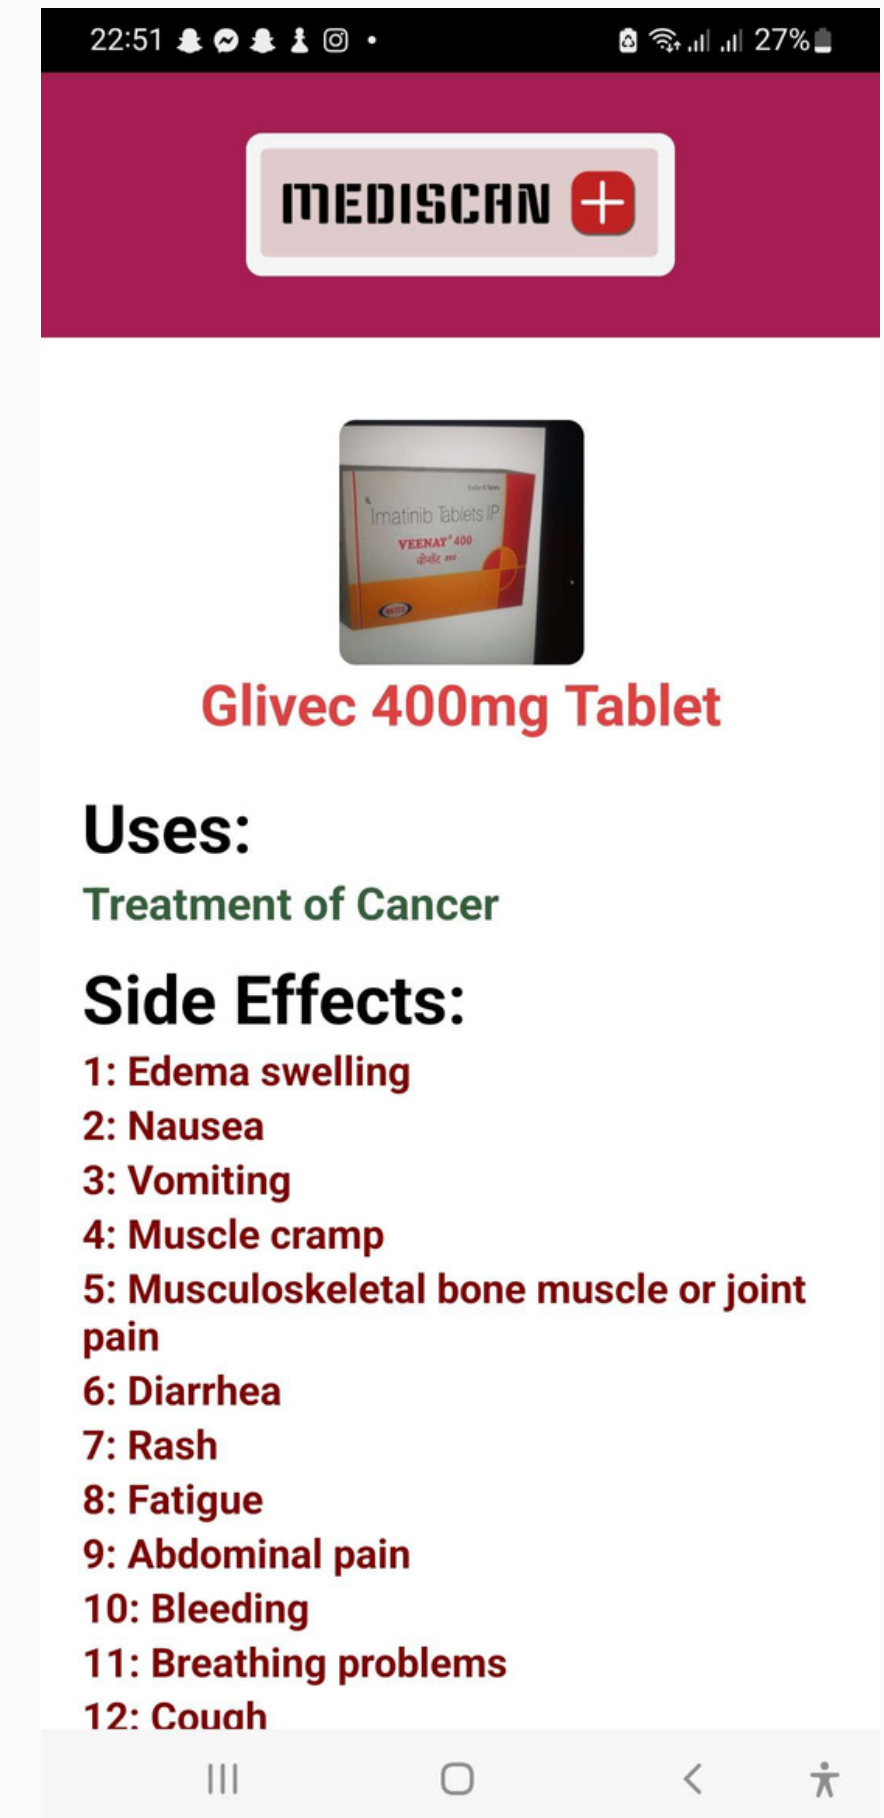 22:51
27%
MEDISCAN
Imatinib Tablets IP
VEENAT® 400
वीनॅट ४००
NATCO
Glivec 400mg Tablet
Uses:
Treatment of Cancer
Side Effects:
1: Edema swelling
2: Nausea
3: Vomiting
4: Muscle cramp
5: Musculoskeletal bone muscle or joint
pain
6: Diarrhea
7: Rash
8: Fatigue
9: Abdominal pain
10: Bleeding
11: Breathing problems
12: Cough